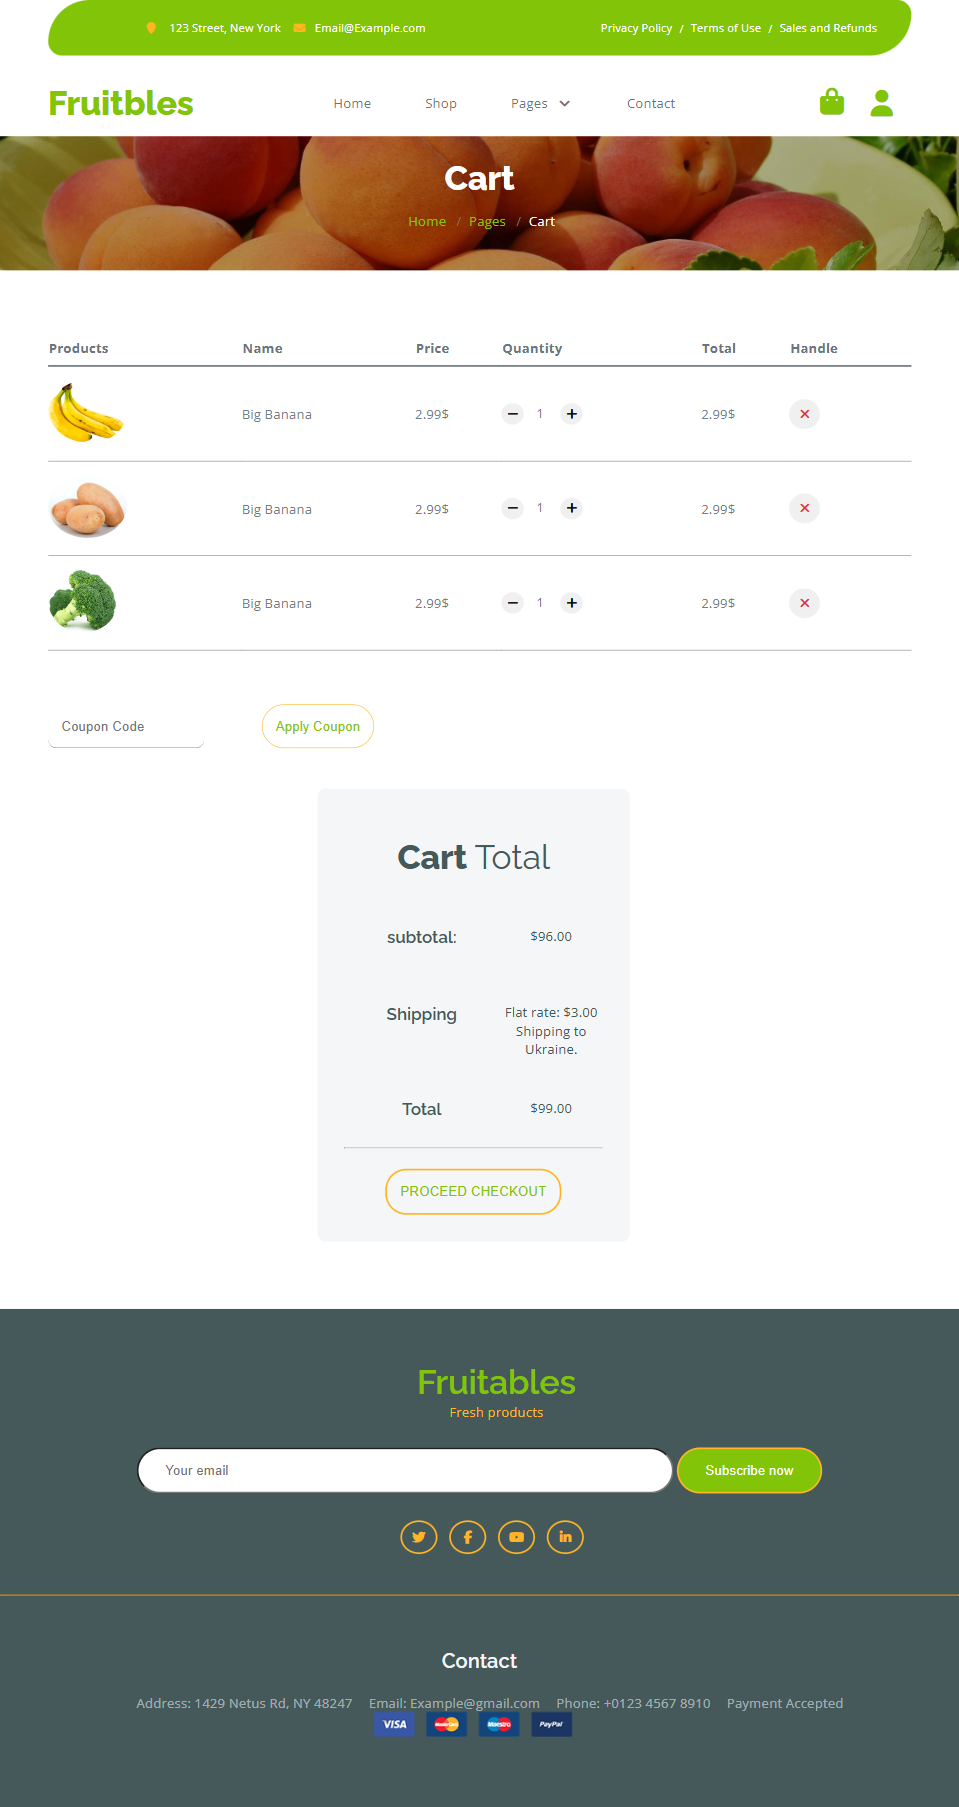 123 Street, New York Email@Example.com Privacy Policy / Terms of Use / Sales and Refunds
Fruitbles Home Shop Pages Contact
Cart
Home / Pages / Cart
Products Name Price Quantity Total Handle
Big Banana 2.99$ 1 2.99$
Big Banana 2.99$ 1 2.99$
Big Banana 2.99$ 1 2.99$
Coupon Code Apply Coupon
Cart Total
subtotal: $96.00
Shipping Flat rate: $3.00
Shipping to
Ukraine.
Total $99.00
PROCEED CHECKOUT
Fruitables
Fresh products
Your email Subscribe now
Contact
Address: 1429 Netus Rd, NY 48247 Email: Example@gmail.com Phone: +0123 4567 8910 Payment Accepted
VISA MasterCard Maestro PayPal